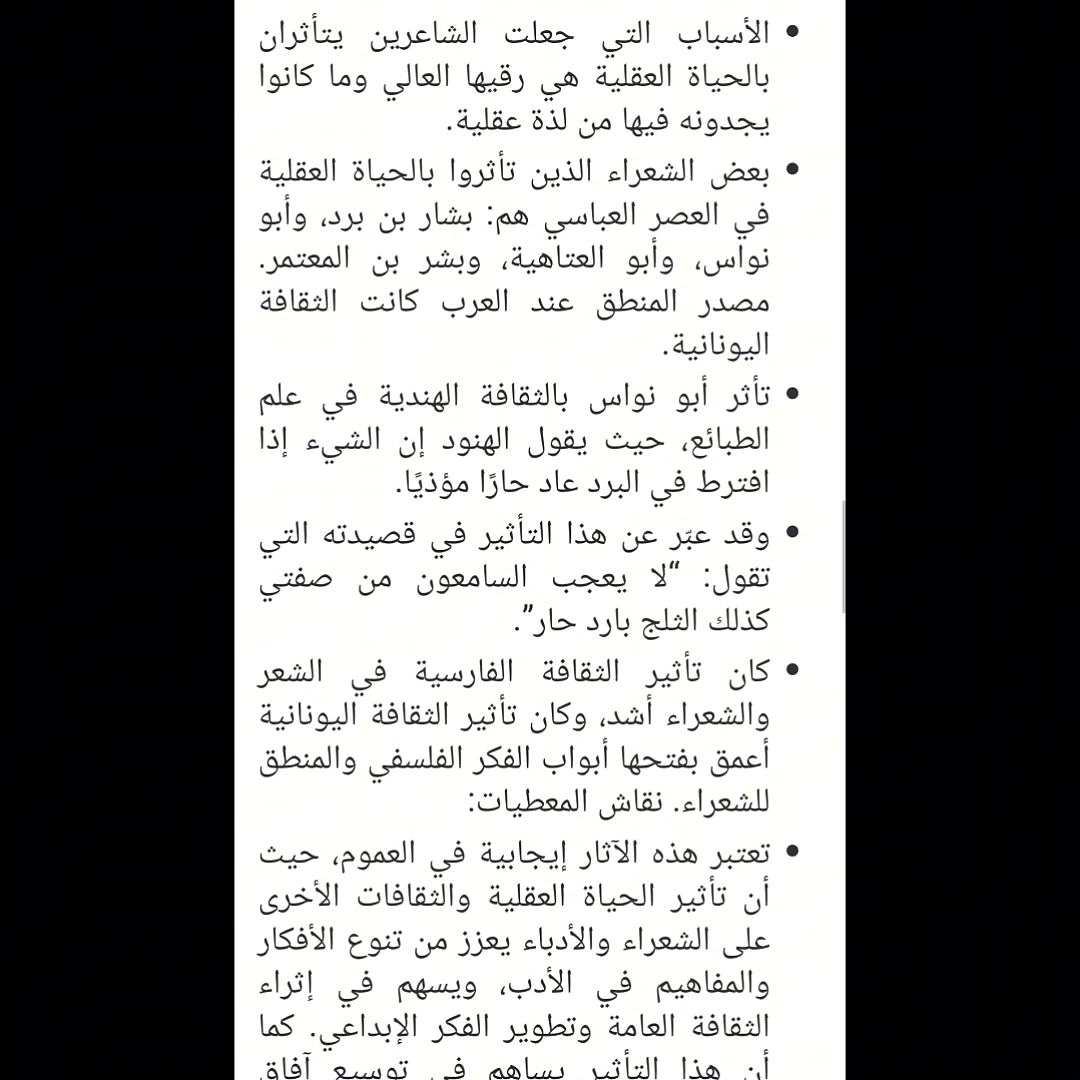 • الأسباب التي جعلت الشاعرين يتأثران
بالحياة العقلية هي رقيها العالي وما كانوا
يجدونه فيها من لذة عقلية.
• بعض الشعراء الذين تأثروا بالحياة العقلية
في العصر العباسي هم: بشار بن برد، وأبو
نواس، وأبو العتاهية، وبشر بن المعتمر.
مصدر المنطق عند العرب كانت الثقافة
اليونانية.
• تأثر أبو نواس بالثقافة الهندية في علم
الطبائع، حيث يقول الهنود إن الشيء إذا
افترط في البرد عاد حارًا مؤذيًا.
• وقد عبّر عن هذا التأثير في قصيدته التي
تقول: “لا يعجب السامعون من صفتي
كذلك الثلج بارد حار”.
• كان تأثير الثقافة الفارسية في الشعر
والشعراء أشد، وكان تأثير الثقافة اليونانية
أعمق بفتحها أبواب الفكر الفلسفي والمنطق
للشعراء. نقاش المعطيات:
• تعتبر هذه الآثار إيجابية في العموم، حيث
أن تأثير الحياة العقلية والثقافات الأخرى
على الشعراء والأدباء يعزز من تنوع الأفكار
والمفاهيم في الأدب، ويسهم في إثراء
الثقافة العامة وتطوير الفكر الإبداعي. كما
أن هذا التأثير يساهم في توسيع آفاق